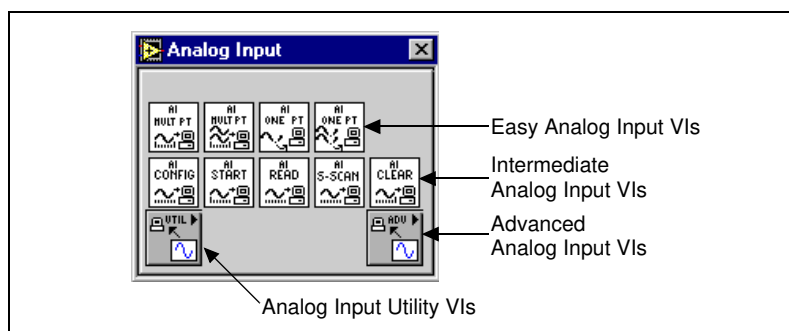 Analog Input
AI MULT PT
AI MULT PT
AI ONE PT
AI ONE PT
Easy Analog Input VIs
AI CONFIG
AI START
AI READ
AI S-SCAN
AI CLEAR
Intermediate
Analog Input VIs
UTIL
ADV
Advanced
Analog Input VIs
Analog Input Utility VIs